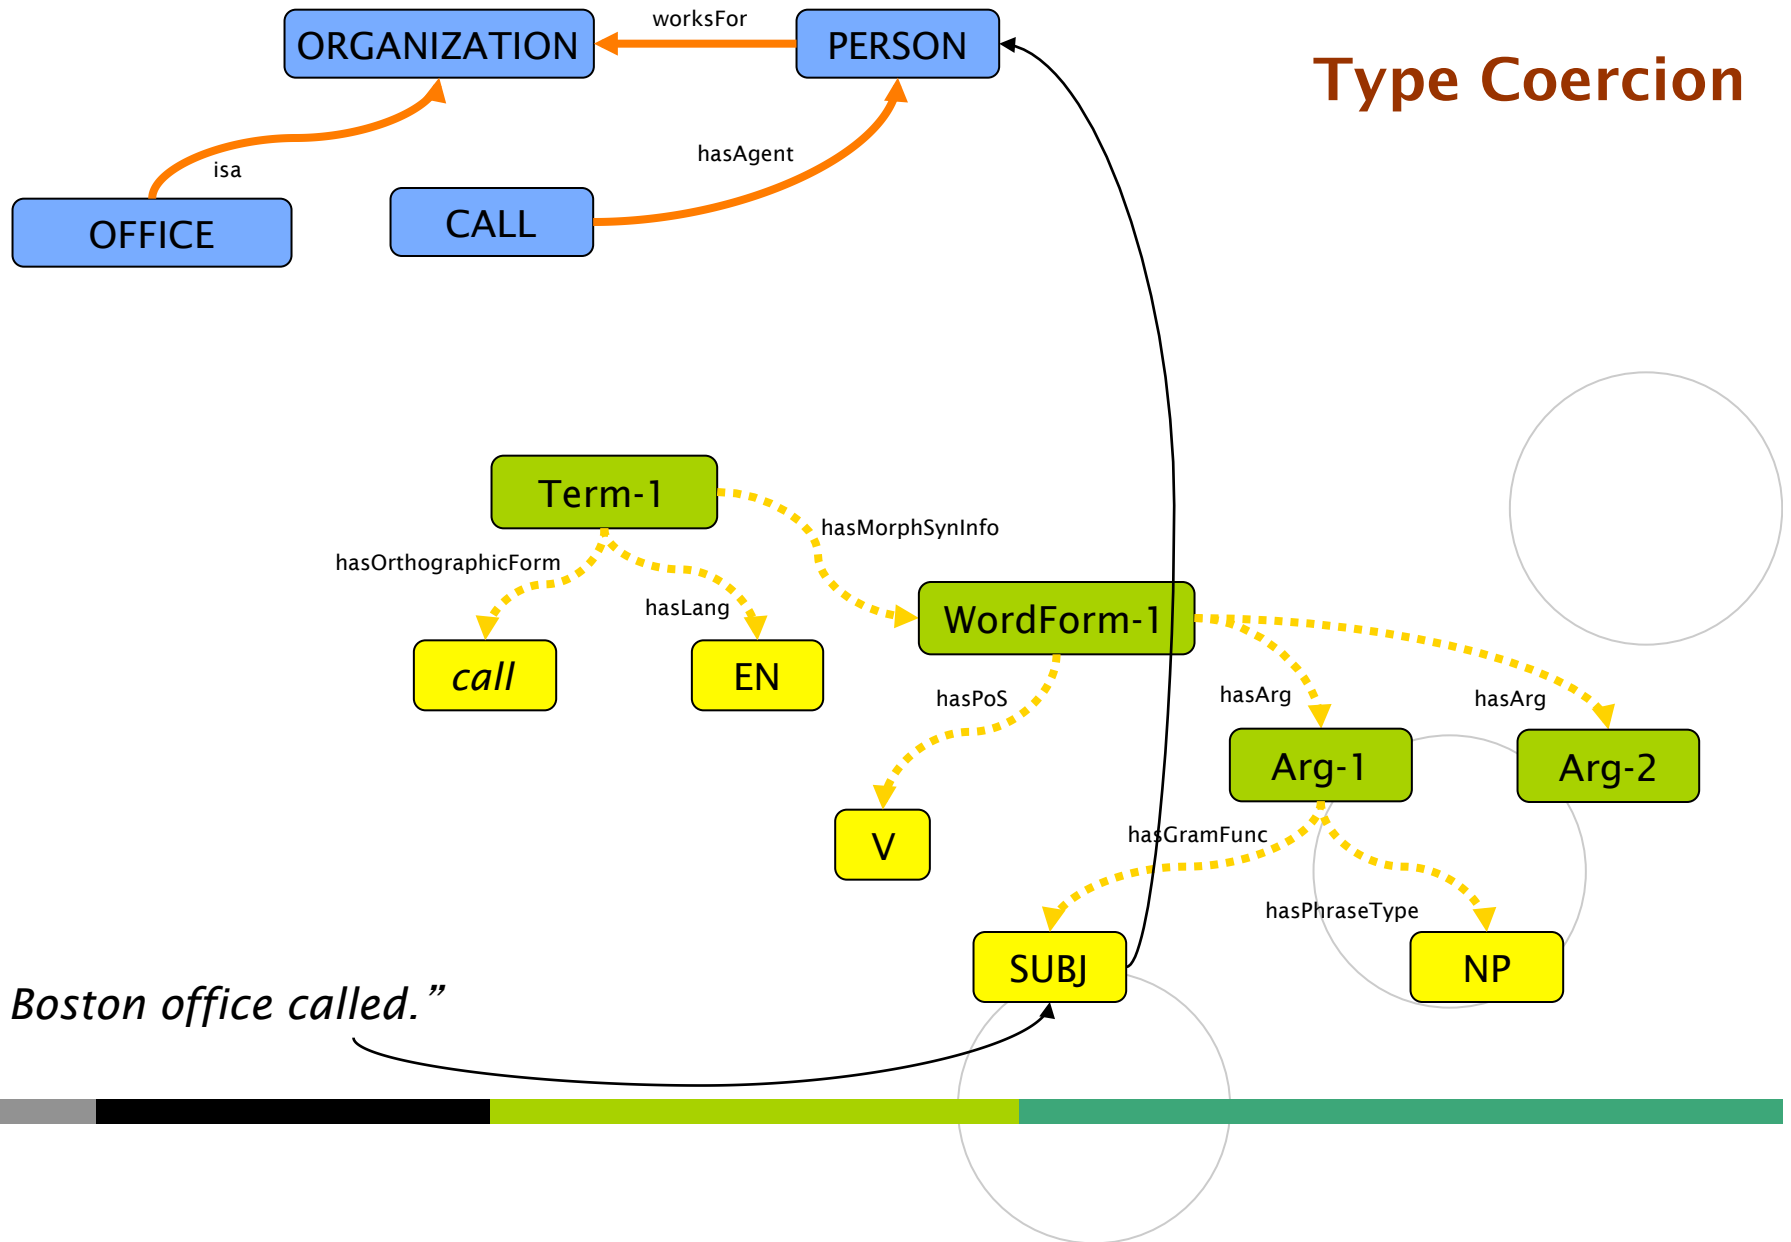 worksFor
ORGANIZATION
PERSON
Type Coercion
hasAgent
isa
OFFICE
CALL
Term-1
hasMorphSynInfo
hasOrthographicForm
hasLang
WordForm-1
call
EN
hasPoS
hasArg
hasArg
Arg-1
Arg-2
V
hasGramFunc
hasPhraseType
SUBJ
NP
Boston office called.”